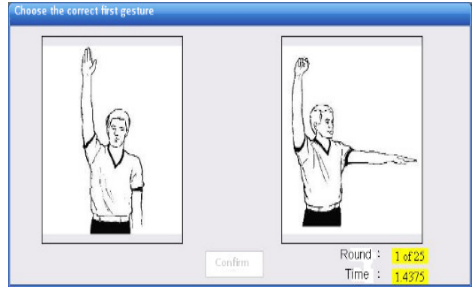 Choose the correct first gesture
Confirm
Round : 1 of 25
Time : 1.4375